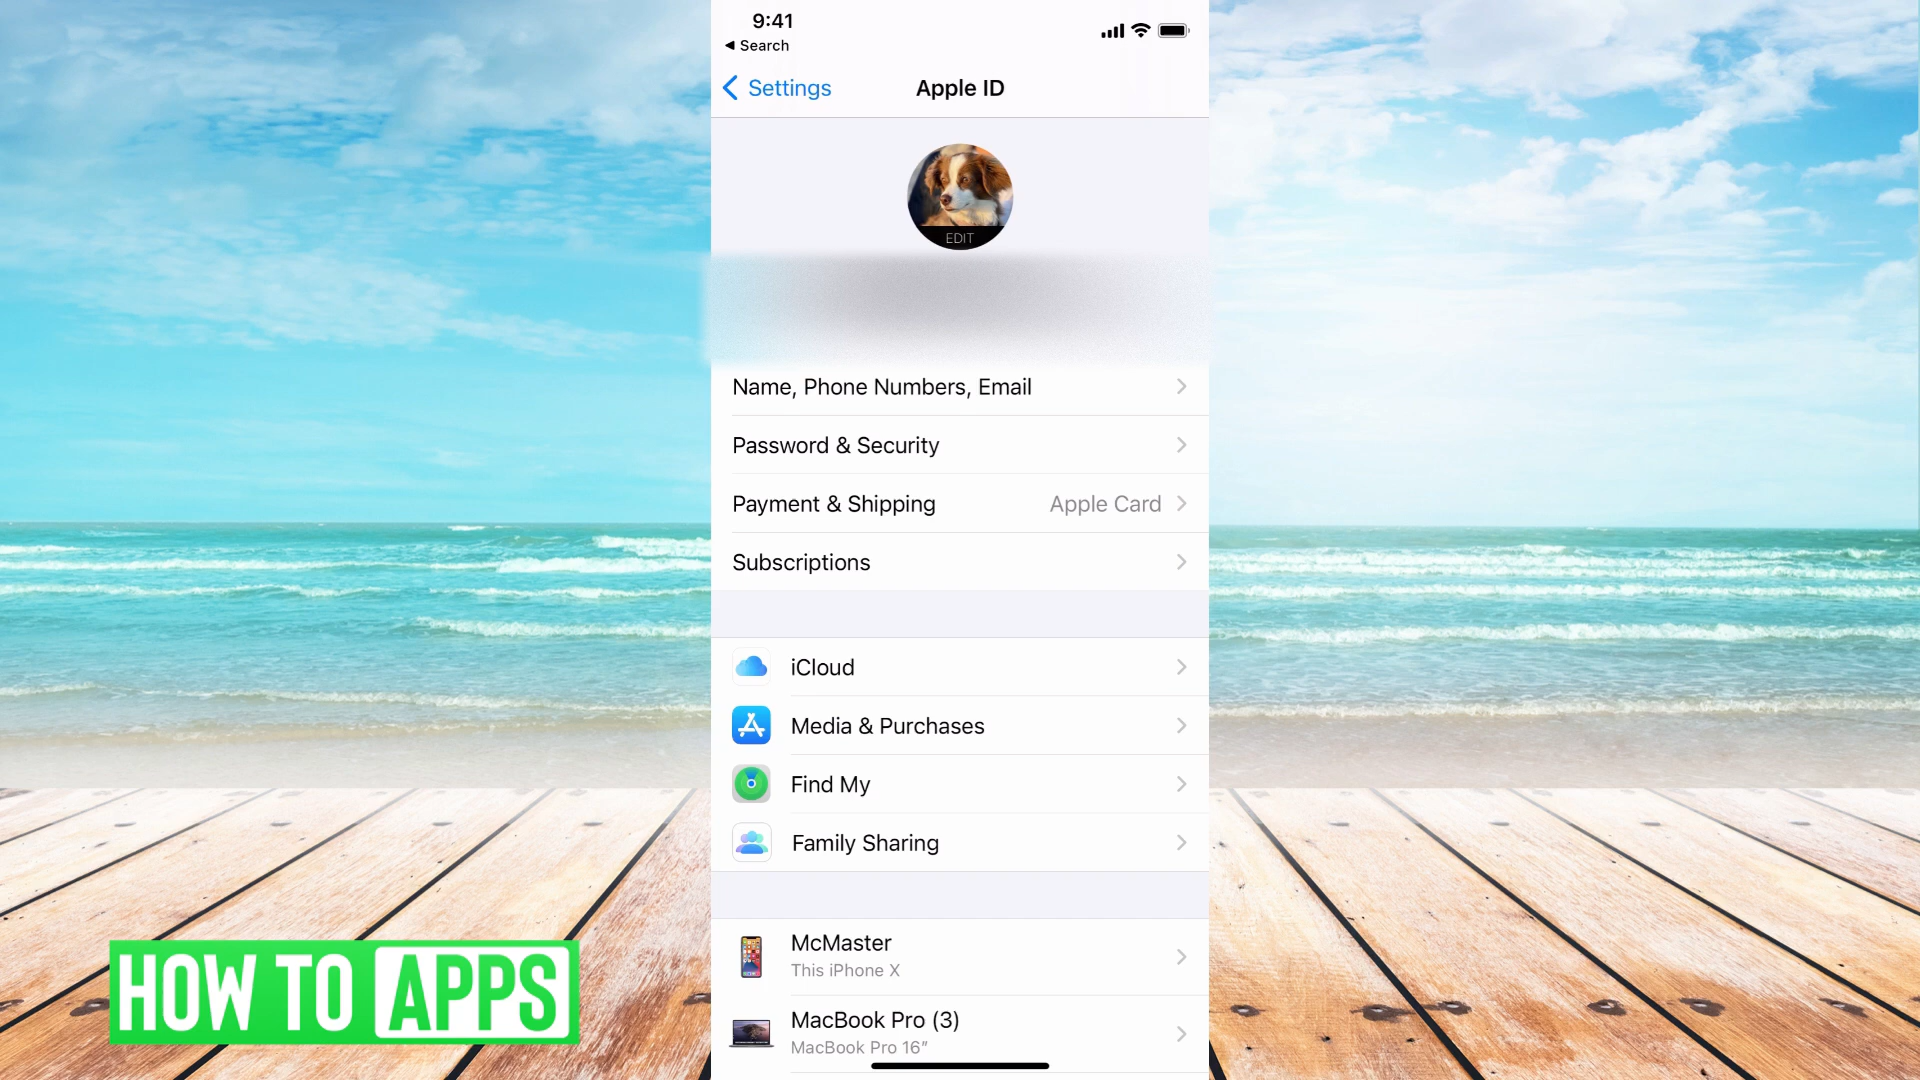 9:41
◀ Search
Settings
Apple ID
EDIT
Name, Phone Numbers, Email
Password & Security
Payment & Shipping
Apple Card
Subscriptions
iCloud
Media & Purchases
Find My
Family Sharing
McMaster
This iPhone X
MacBook Pro (3)
MacBook Pro 16”
HOW TO APPS